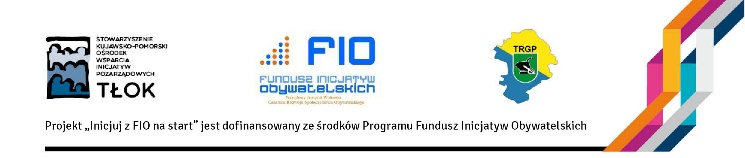 STOWARZYSZENIE
KUJAWSKO-POMORSKI
OŚRODEK
WSPARCIA
INICJATYW
POZARZĄDOWYCH
TŁOK
FIO
FUNDUSZ INICJATYW
obywatelskich
TRGP
Projekt „Inicjuj z FIO na start” jest dofinansowany ze środków Programu Fundusz Inicjatyw Obywatelskich